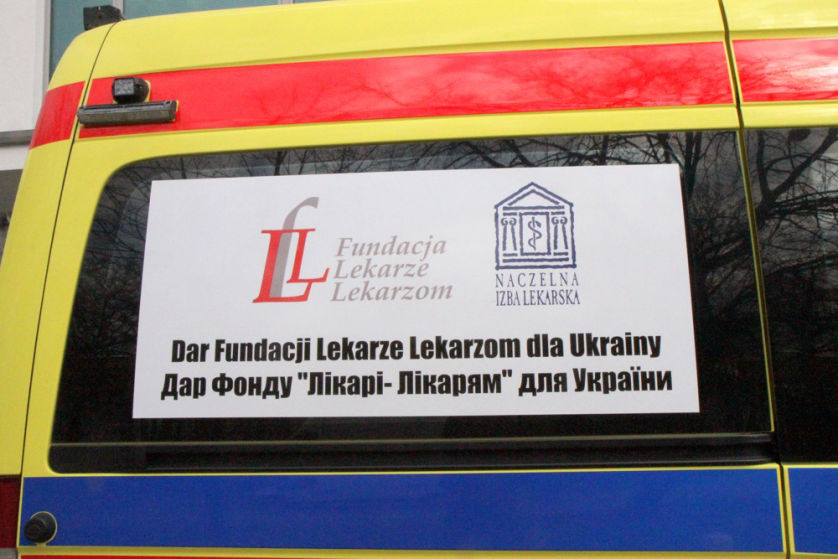 Fundacja
Lekarze
Lekarzom
NACZELNA
IZBA LEKARSKA
Dar Fundacji Lekarze Lekarzom dla Ukrainy
Дар Фонду "Лікарі- Лікарям" для України